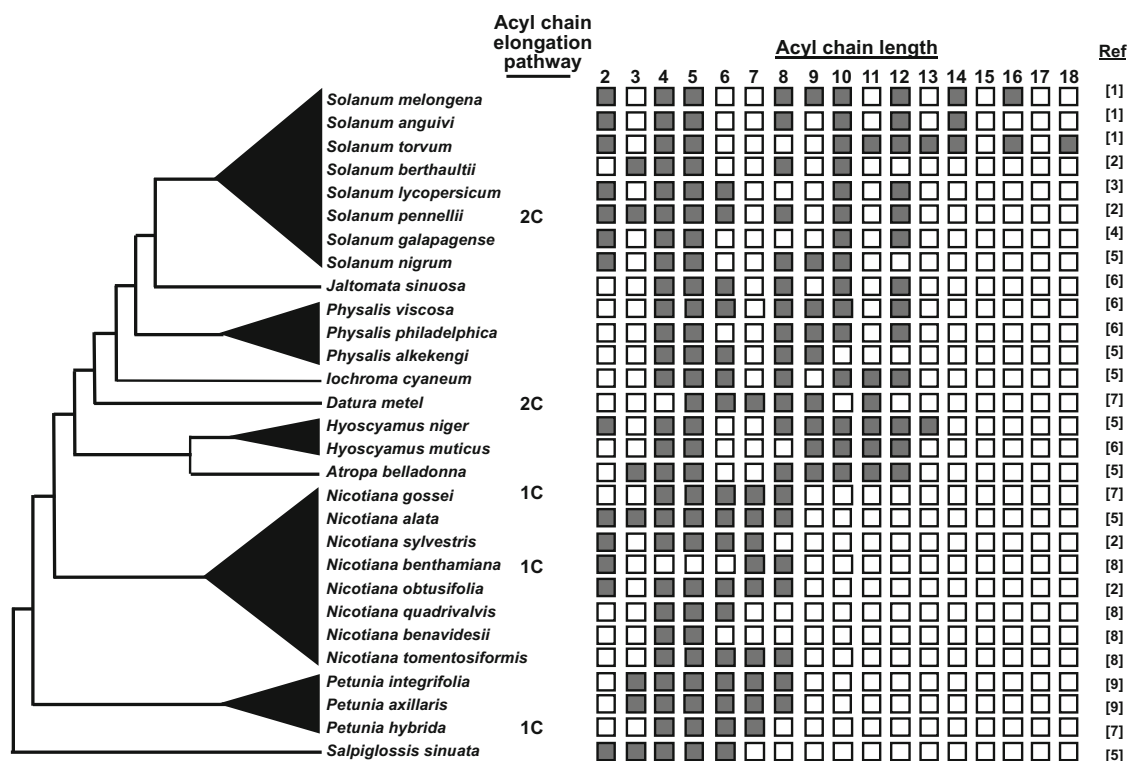 Acyl chain elongation pathway
Acyl chain length
Ref
2 3 4 5 6 7 8 9 10 11 12 13 14 15 16 17 18
Solanum melongena [1]
Solanum anguivi [1]
Solanum torvum [1]
Solanum berthaultii [2]
Solanum lycopersicum [3]
Solanum pennellii 2C [2]
Solanum galapagense [4]
Solanum nigrum [5]
Jaltomata sinuosa [6]
Physalis viscosa [6]
Physalis philadelphica [6]
Physalis alkekengi [5]
Iochroma cyaneum [5]
Datura metel 2C [7]
Hyoscyamus niger [5]
Hyoscyamus muticus [6]
Atropa belladonna [5]
Nicotiana gossei 1C [7]
Nicotiana alata [5]
Nicotiana sylvestris [2]
Nicotiana benthamiana 1C [8]
Nicotiana obtusifolia [2]
Nicotiana quadrivalvis [8]
Nicotiana benavidesii [8]
Nicotiana tomentosiformis [8]
Petunia integrifolia [9]
Petunia axillaris [9]
Petunia hybrida 1C [7]
Salpiglossis sinuata [5]